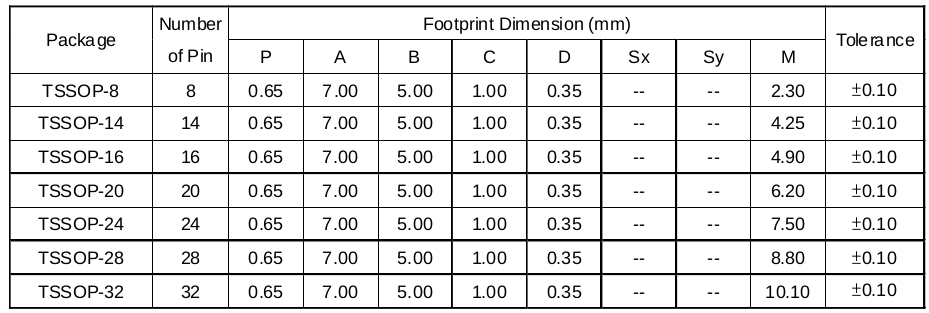 Package Number of Pin Footprint Dimension (mm) Tolerance
P A B C D Sx Sy M
TSSOP-8 8 0.65 7.00 5.00 1.00 0.35 -- -- 2.30 ±0.10
TSSOP-14 14 0.65 7.00 5.00 1.00 0.35 -- -- 4.25 ±0.10
TSSOP-16 16 0.65 7.00 5.00 1.00 0.35 -- -- 4.90 ±0.10
TSSOP-20 20 0.65 7.00 5.00 1.00 0.35 -- -- 6.20 ±0.10
TSSOP-24 24 0.65 7.00 5.00 1.00 0.35 -- -- 7.50 ±0.10
TSSOP-28 28 0.65 7.00 5.00 1.00 0.35 -- -- 8.80 ±0.10
TSSOP-32 32 0.65 7.00 5.00 1.00 0.35 -- -- 10.10 ±0.10